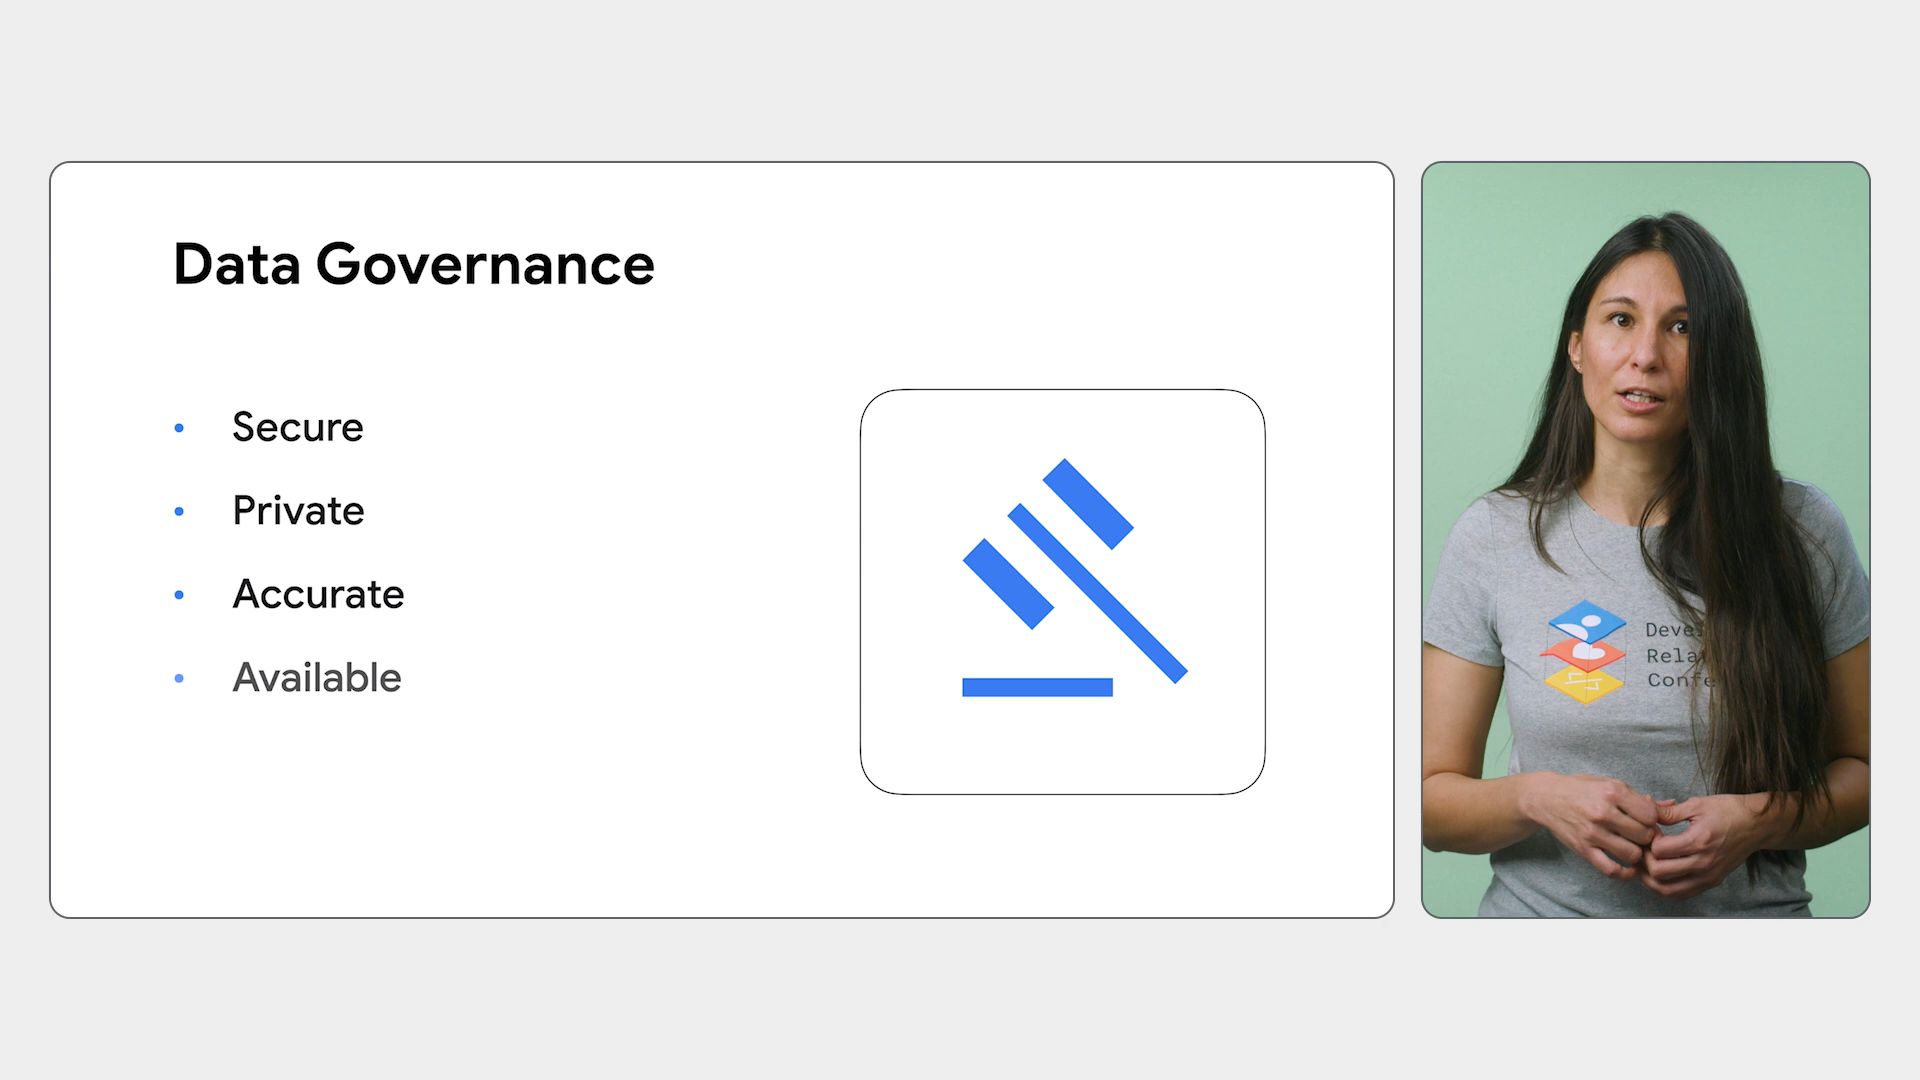 Data Governance
Secure
Private
Accurate
Available